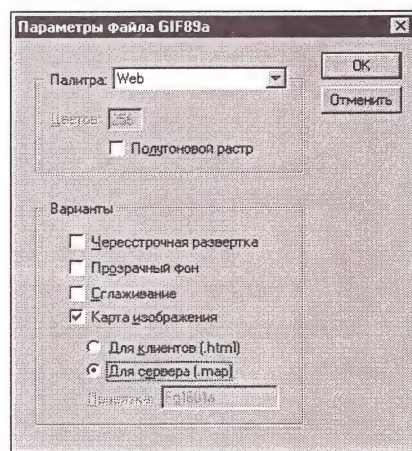 Параметры файла GIF89a
OK
Палитра: Web
Отменить
Цветов: 256
Полутоновой растр
Варианты
Чересстрочная развертка
Прозрачный фон
Сглаживание
Карта изображения
Для клиентов (.html)
Для сервера (.map)
Привязка: